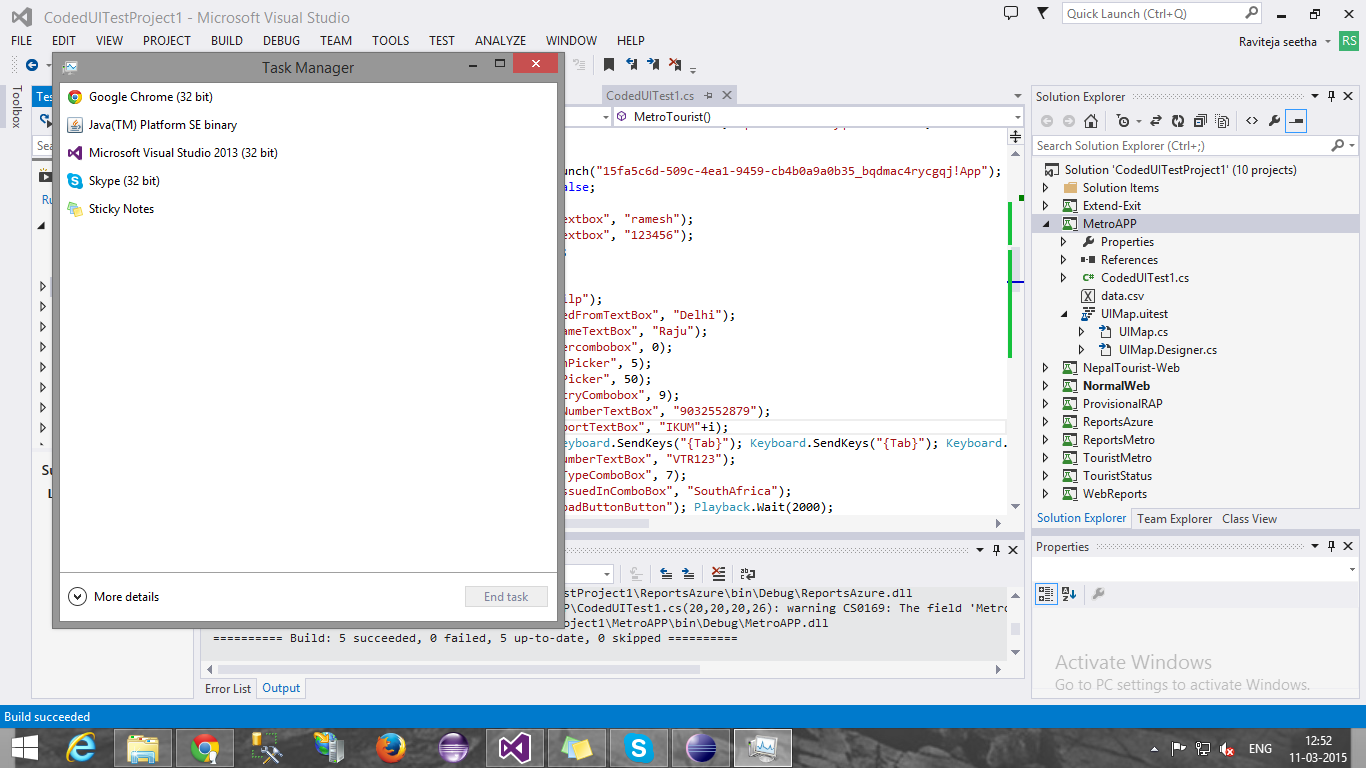 CodedUITestProject1 - Microsoft Visual Studio
Quick Launch (Ctrl+Q)
FILE EDIT VIEW PROJECT BUILD DEBUG TEAM TOOLS TEST ANALYZE WINDOW HELP
Raviteja seetha
RS
Task Manager
Google Chrome (32 bit)
Java(TM) Platform SE binary
Microsoft Visual Studio 2013 (32 bit)
Skype (32 bit)
Sticky Notes
More details
End task
Toolbox
Tes
Sea
Ru
Su
L
CodedUITest1.cs
MetroTourist()
unch("15fa5c6d-509c-4ea1-9459-cb4b0a9a0b35_bqdmac4rycgqj!App");
alse;
extbox", "ramesh");
extbox", "123456");
;
ilp");
edFromTextBox", "Delhi");
ameTextBox", "Raju");
ercombobox", 0);
nPicker", 5);
Picker", 50);
tryCombobox", 9);
NumberTextBox", "9032552879");
portTextBox", "IKUM"+i);
eyboard.SendKeys("{Tab}"); Keyboard.SendKeys("{Tab}"); Keyboard.
umberTextBox", "VTR123");
TypeComboBox", 7);
ssuedInComboBox", "SouthAfrica");
oadButtonButton"); Playback.Wait(2000);
stProject1\ReportsAzure\bin\Debug\ReportsAzure.dll
P\CodedUITest1.cs(20,20,20,26): warning CS0169: The field 'Metro
oject1\MetroAPP\bin\Debug\MetroAPP.dll
========== Build: 5 succeeded, 0 failed, 5 up-to-date, 0 skipped ==========
Error List Output
Solution Explorer
Search Solution Explorer (Ctrl+;)
Solution 'CodedUITestProject1' (10 projects)
Solution Items
Extend-Exit
MetroAPP
Properties
References
CodedUITest1.cs
data.csv
UIMap.uitest
UIMap.cs
UIMap.Designer.cs
NepalTourist-Web
NormalWeb
ProvisionalRAP
ReportsAzure
ReportsMetro
TouristMetro
TouristStatus
WebReports
Solution Explorer Team Explorer Class View
Properties
Activate Windows
Go to PC settings to activate Windows.
Build succeeded
ENG
12:52
11-03-2015